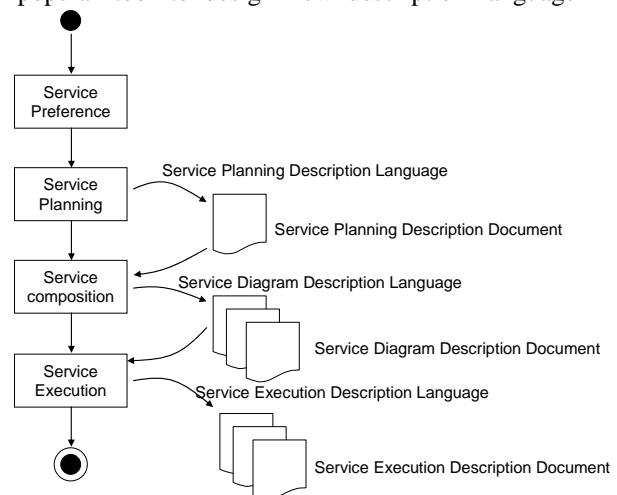 Service
Preference
Service
Planning
Service Planning Description Language
Service Planning Description Document
Service
composition
Service Diagram Description Language
Service Diagram Description Document
Service
Execution
Service Execution Description Language
Service Execution Description Document